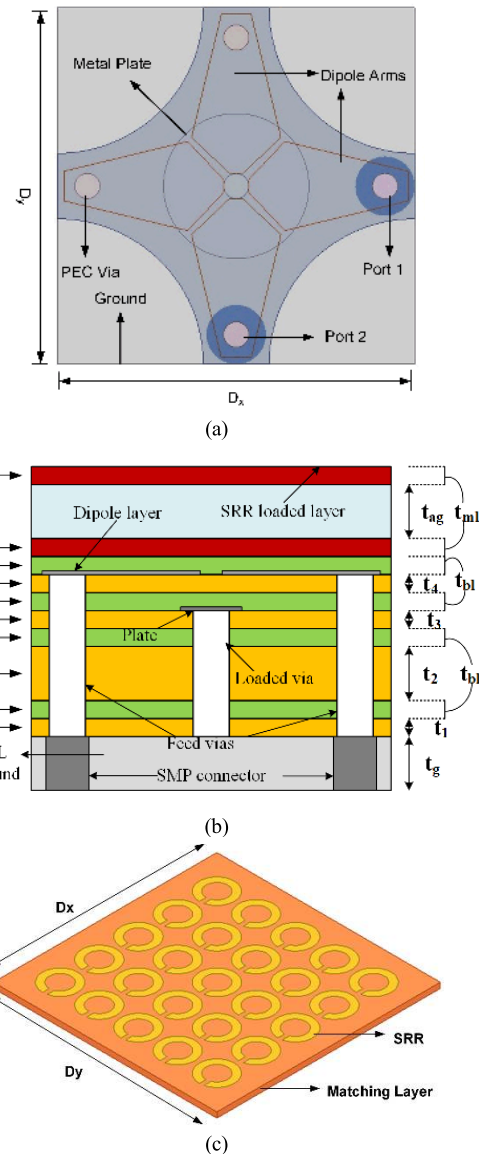 Metal Plate
Dipole Arms
Dy
PEC Via
Port 1
Ground
Port 2
Dx
(a)
Dipole layer
SRR loaded layer
tag
tml
t4
tbl
t3
Plate
Loaded via
t2
tbl
Feed vias
t1
L
und
SMP connector
tg
(b)
Dx
SRR
Dy
Matching Layer
(c)